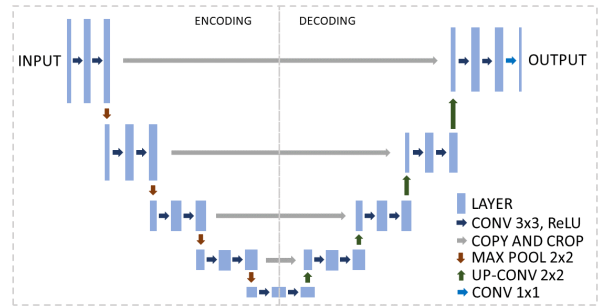 ENCODING
DECODING
INPUT
OUTPUT
LAYER
CONV 3x3, ReLU
COPY AND CROP
MAX POOL 2x2
UP-CONV 2x2
CONV 1x1